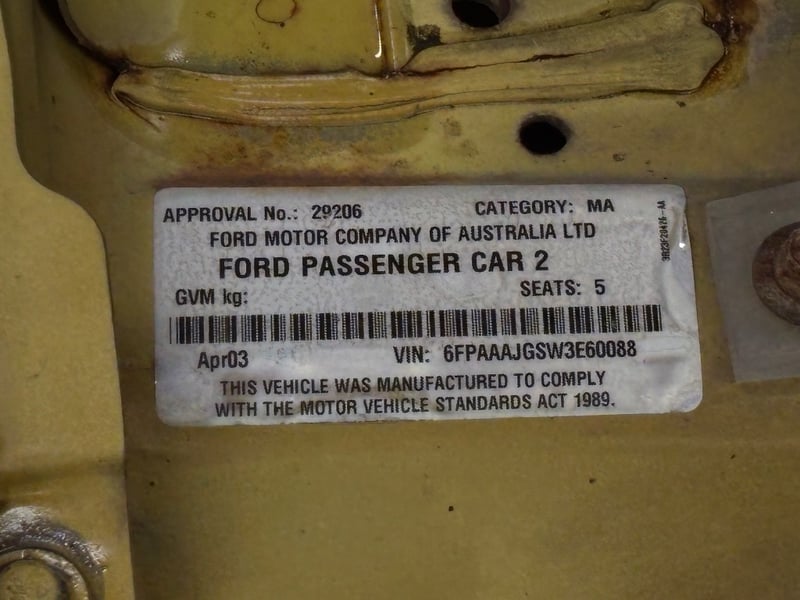 APPROVAL No.: 29206 CATEGORY: MA
FORD MOTOR COMPANY OF AUSTRALIA LTD
FORD PASSENGER CAR 2
GVM kg: SEATS: 5
Apr03 VIN: 6FPAAAJGSW3E60088
THIS VEHICLE WAS MANUFACTURED TO COMPLY
WITH THE MOTOR VEHICLE STANDARDS ACT 1989.